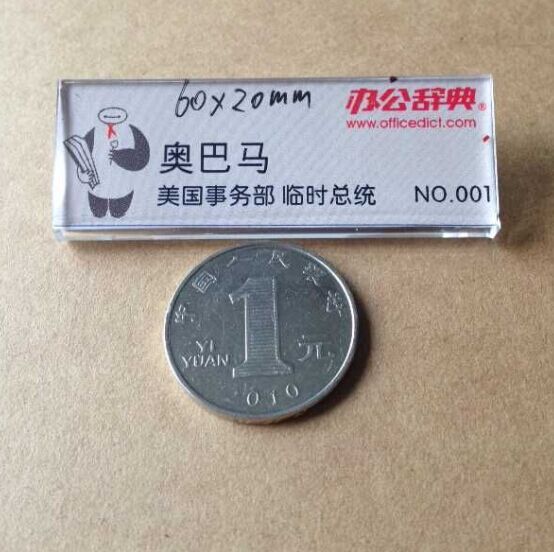 60x20mm
办公辞典®
www.officedict.com
奥巴马
美国事务部 临时总统 NO.001
中国人民银行
1
YI
YUAN
元
2010